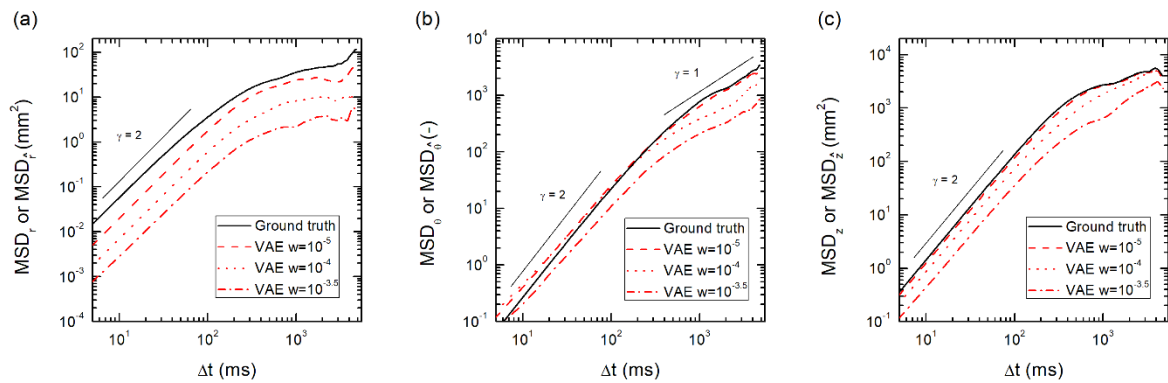 (a)
10^2
10^1
10^0
10^-1
10^-2
10^-3
10^-4
MSD_r or MSD_r̂ (mm^2)
γ = 2
Ground truth
VAE w=10^-5
VAE w=10^-4
VAE w=10^-3.5
10^1 10^2 10^3
Δt (ms)
(b)
10^4
10^3
10^2
10^1
10^0
10^-1
MSD_θ or MSD_θ̂ (-)
γ = 1
γ = 2
Ground truth
VAE w=10^-5
VAE w=10^-4
VAE w=10^-3.5
10^1 10^2 10^3
Δt (ms)
(c)
10^4
10^3
10^2
10^1
10^0
10^-1
MSD_z or MSD_ẑ (mm^2)
γ = 2
Ground truth
VAE w=10^-5
VAE w=10^-4
VAE w=10^-3.5
10^1 10^2 10^3
Δt (ms)